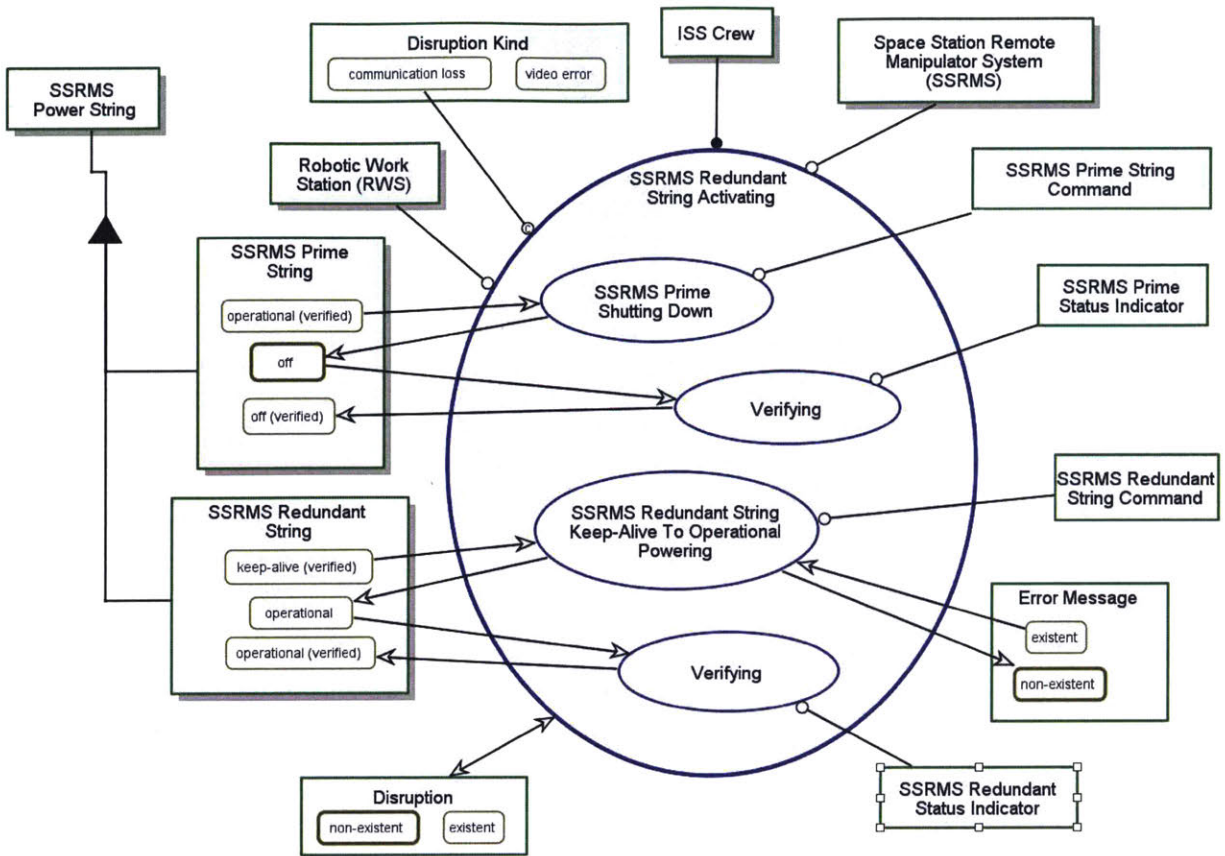 Disruption Kind
communication loss
video error
ISS Crew
Space Station Remote
Manipulator System
(SSRMS)
SSRMS
Power String
Robotic Work
Station (RWS)
SSRMS Redundant
String Activating
SSRMS Prime String
Command
SSRMS Prime
String
operational (verified)
off
off (verified)
SSRMS Prime
Shutting Down
SSRMS Prime
Status Indicator
Verifying
SSRMS Redundant
String
keep-alive (verified)
operational
operational (verified)
SSRMS Redundant String
Keep-Alive To Operational
Powering
SSRMS Redundant
String Command
Error Message
existent
non-existent
Verifying
Disruption
non-existent
existent
SSRMS Redundant
Status Indicator